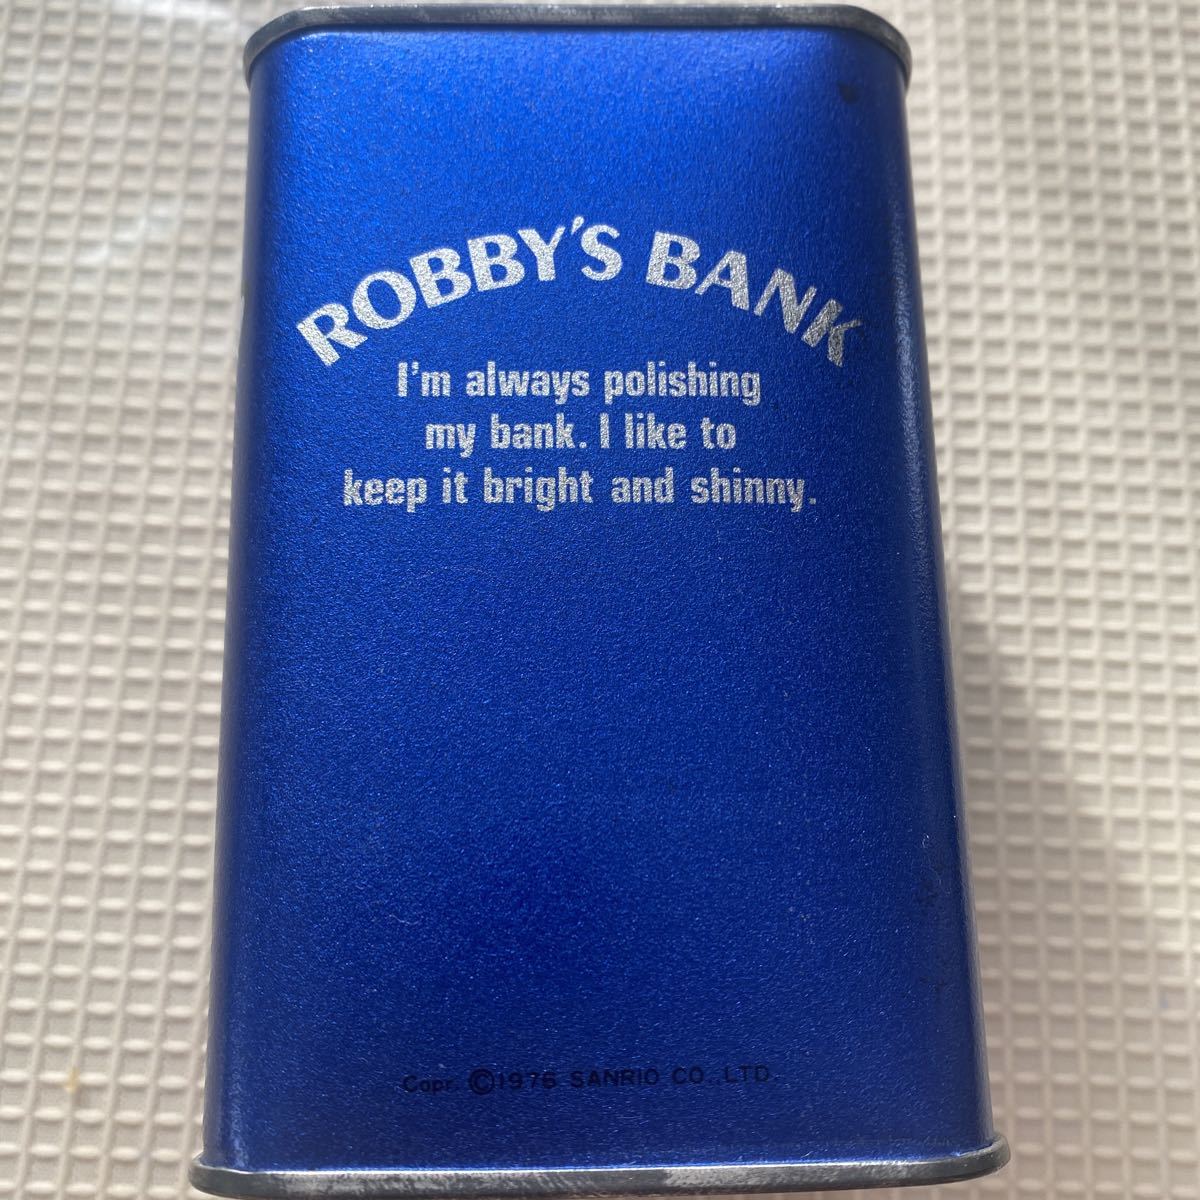 ROBBY'S BANK
I'm always polishing
my bank. I like to
keep it bright and shinny.
Copr. ©1976 SANRIO CO., LTD.